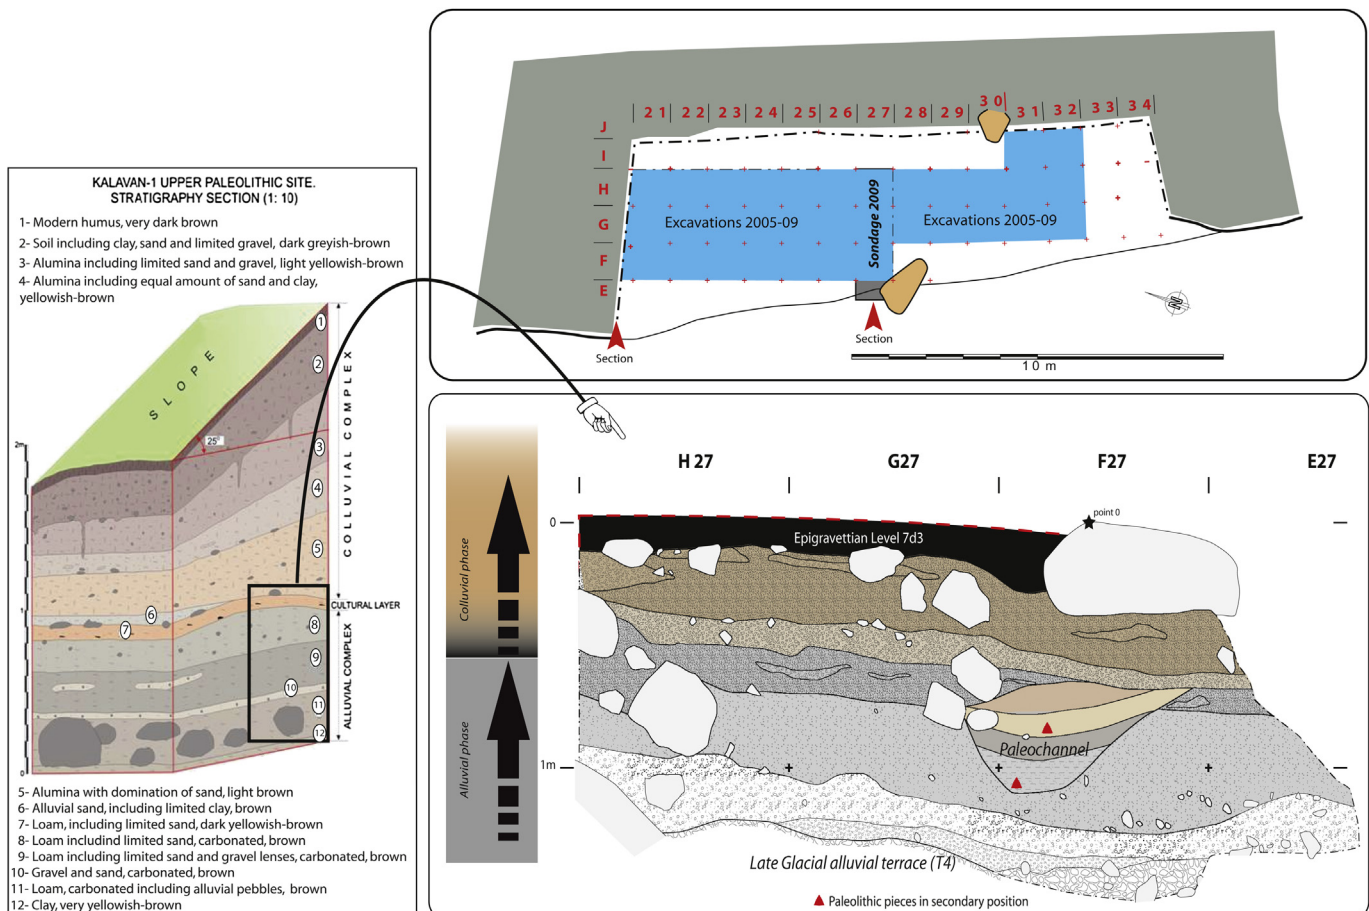 KALAVAN-1 UPPER PALEOLITHIC SITE.
STRATIGRAPHY SECTION (1: 10)
1- Modern humus, very dark brown
2- Soil including clay, sand and limited gravel, dark greyish-brown
3- Alumina including limited sand and gravel, light yellowish-brown
4- Alumina including equal amount of sand and clay,
yellowish-brown
SLOPE
25°
2m
1
0
1
2
3
4
5
6
7
8
9
10
11
12
COLLUVIAL COMPLEX
CULTURAL LAYER
ALLUVIAL COMPLEX
5- Alumina with domination of sand, light brown
6- Alluvial sand, including limited clay, brown
7- Loam, including limited sand, dark yellowish-brown
8- Loam includind limited sand, carbonated, brown
9- Loam including limited sand and gravel lenses, carbonated, brown
10- Gravel and sand, carbonated, brown
11- Loam, carbonated including alluvial pebbles, brown
12- Clay, very yellowish-brown
21 22 23 24 25 26 27 28 29 30 31 32 33 34
J
I
H
G
F
E
Excavations 2005-09
Sondage 2009
Excavations 2005-09
N
Section
Section
10 m
Colluvial phase
Alluvial phase
H 27
G27
F27
E27
0
point 0
Epigravettian Level 7d3
Paleochannel
1m
Late Glacial alluvial terrace (T4)
Paleolithic pieces in secondary position